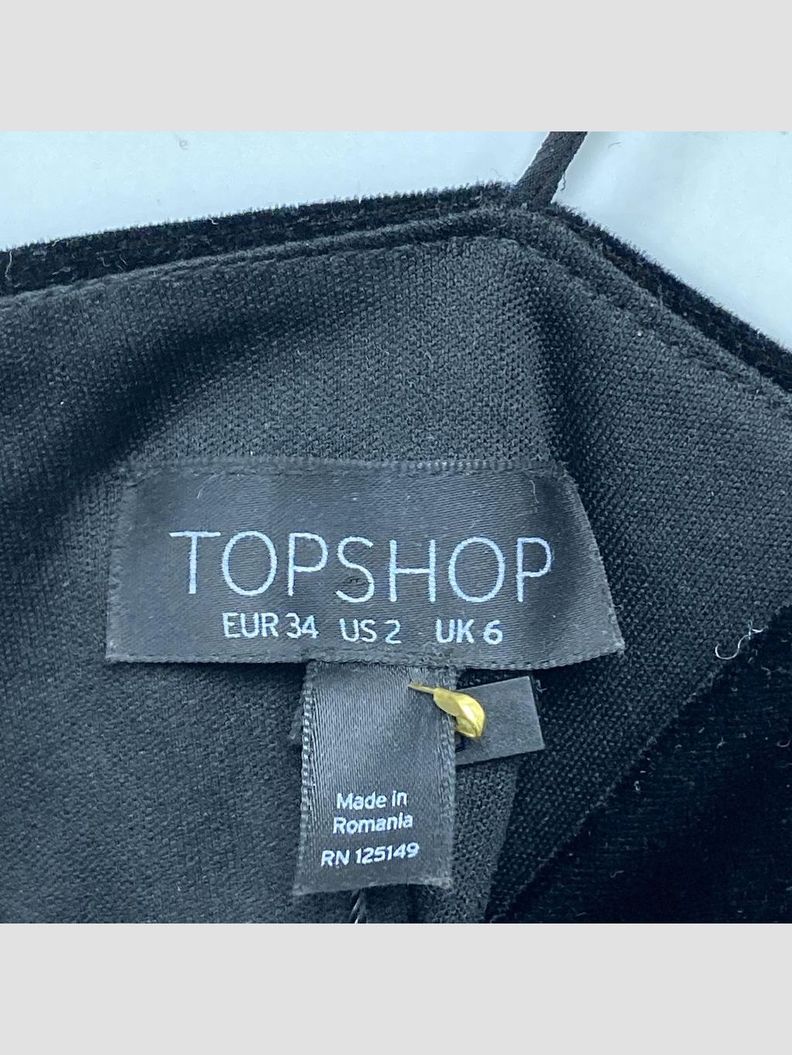 TOPSHOP
EUR 34 US 2 UK 6
Made in
Romania
RN 125149